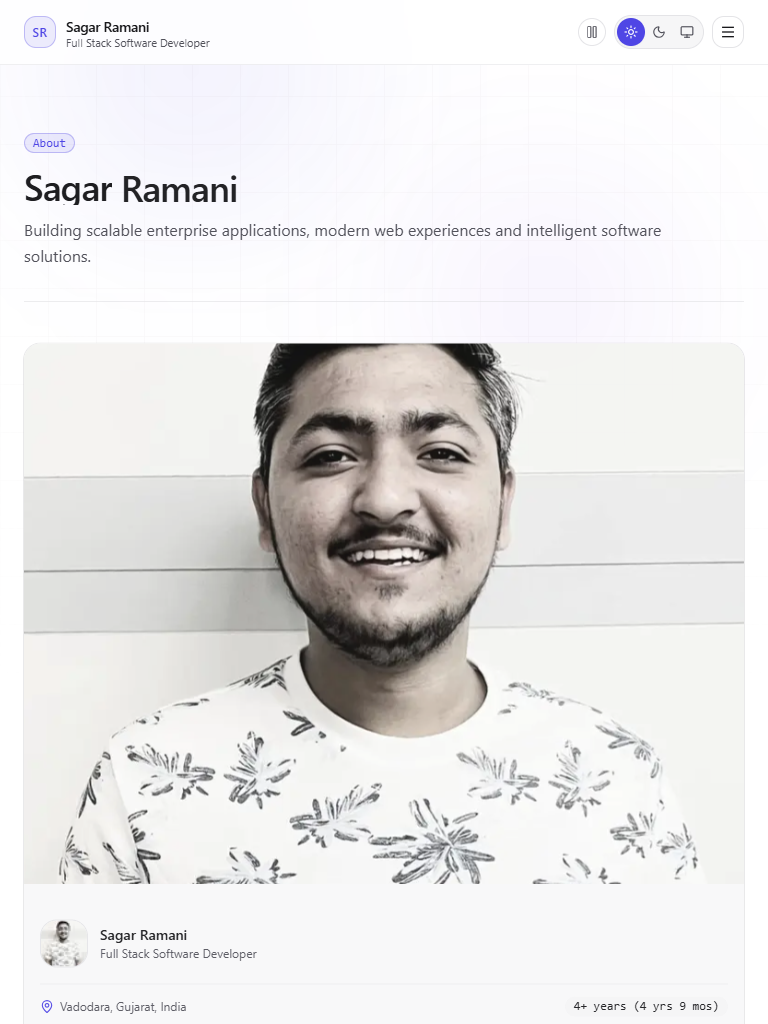 SR
Sagar Ramani
Full Stack Software Developer
About
Sagar Ramani
Building scalable enterprise applications, modern web experiences and intelligent software
solutions.
Sagar Ramani
Full Stack Software Developer
Vadodara, Gujarat, India
4+ years (4 yrs 9 mos)